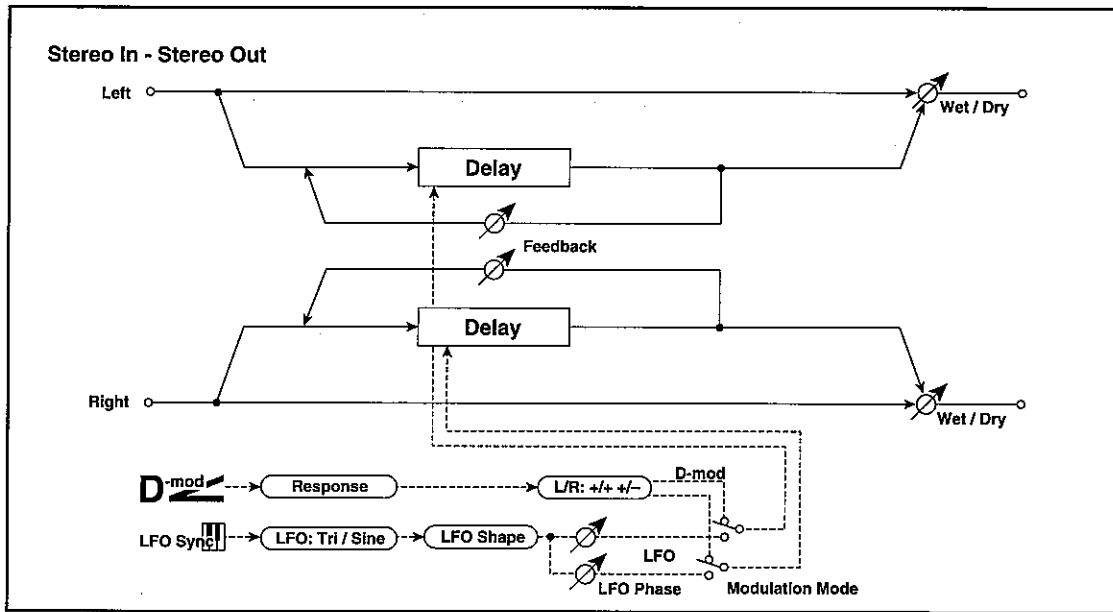 Stereo In - Stereo Out
Left
Wet / Dry
Delay
Feedback
Delay
Right
Wet / Dry
D-mod
D-mod
Response
L/R: +/+ +/−
LFO Sync
LFO: Tri / Sine
LFO Shape
LFO
LFO Phase
Modulation Mode